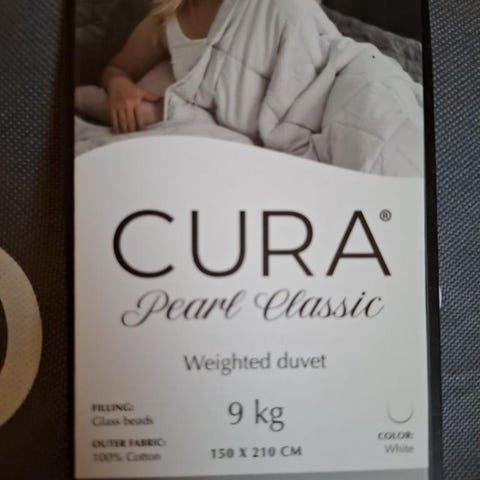 CURA®
Pearl Classic
Weighted duvet
FILLING:
Glass beads
9 kg
OUTER FABRIC:
100% Cotton
150 X 210 CM
COLOR:
White